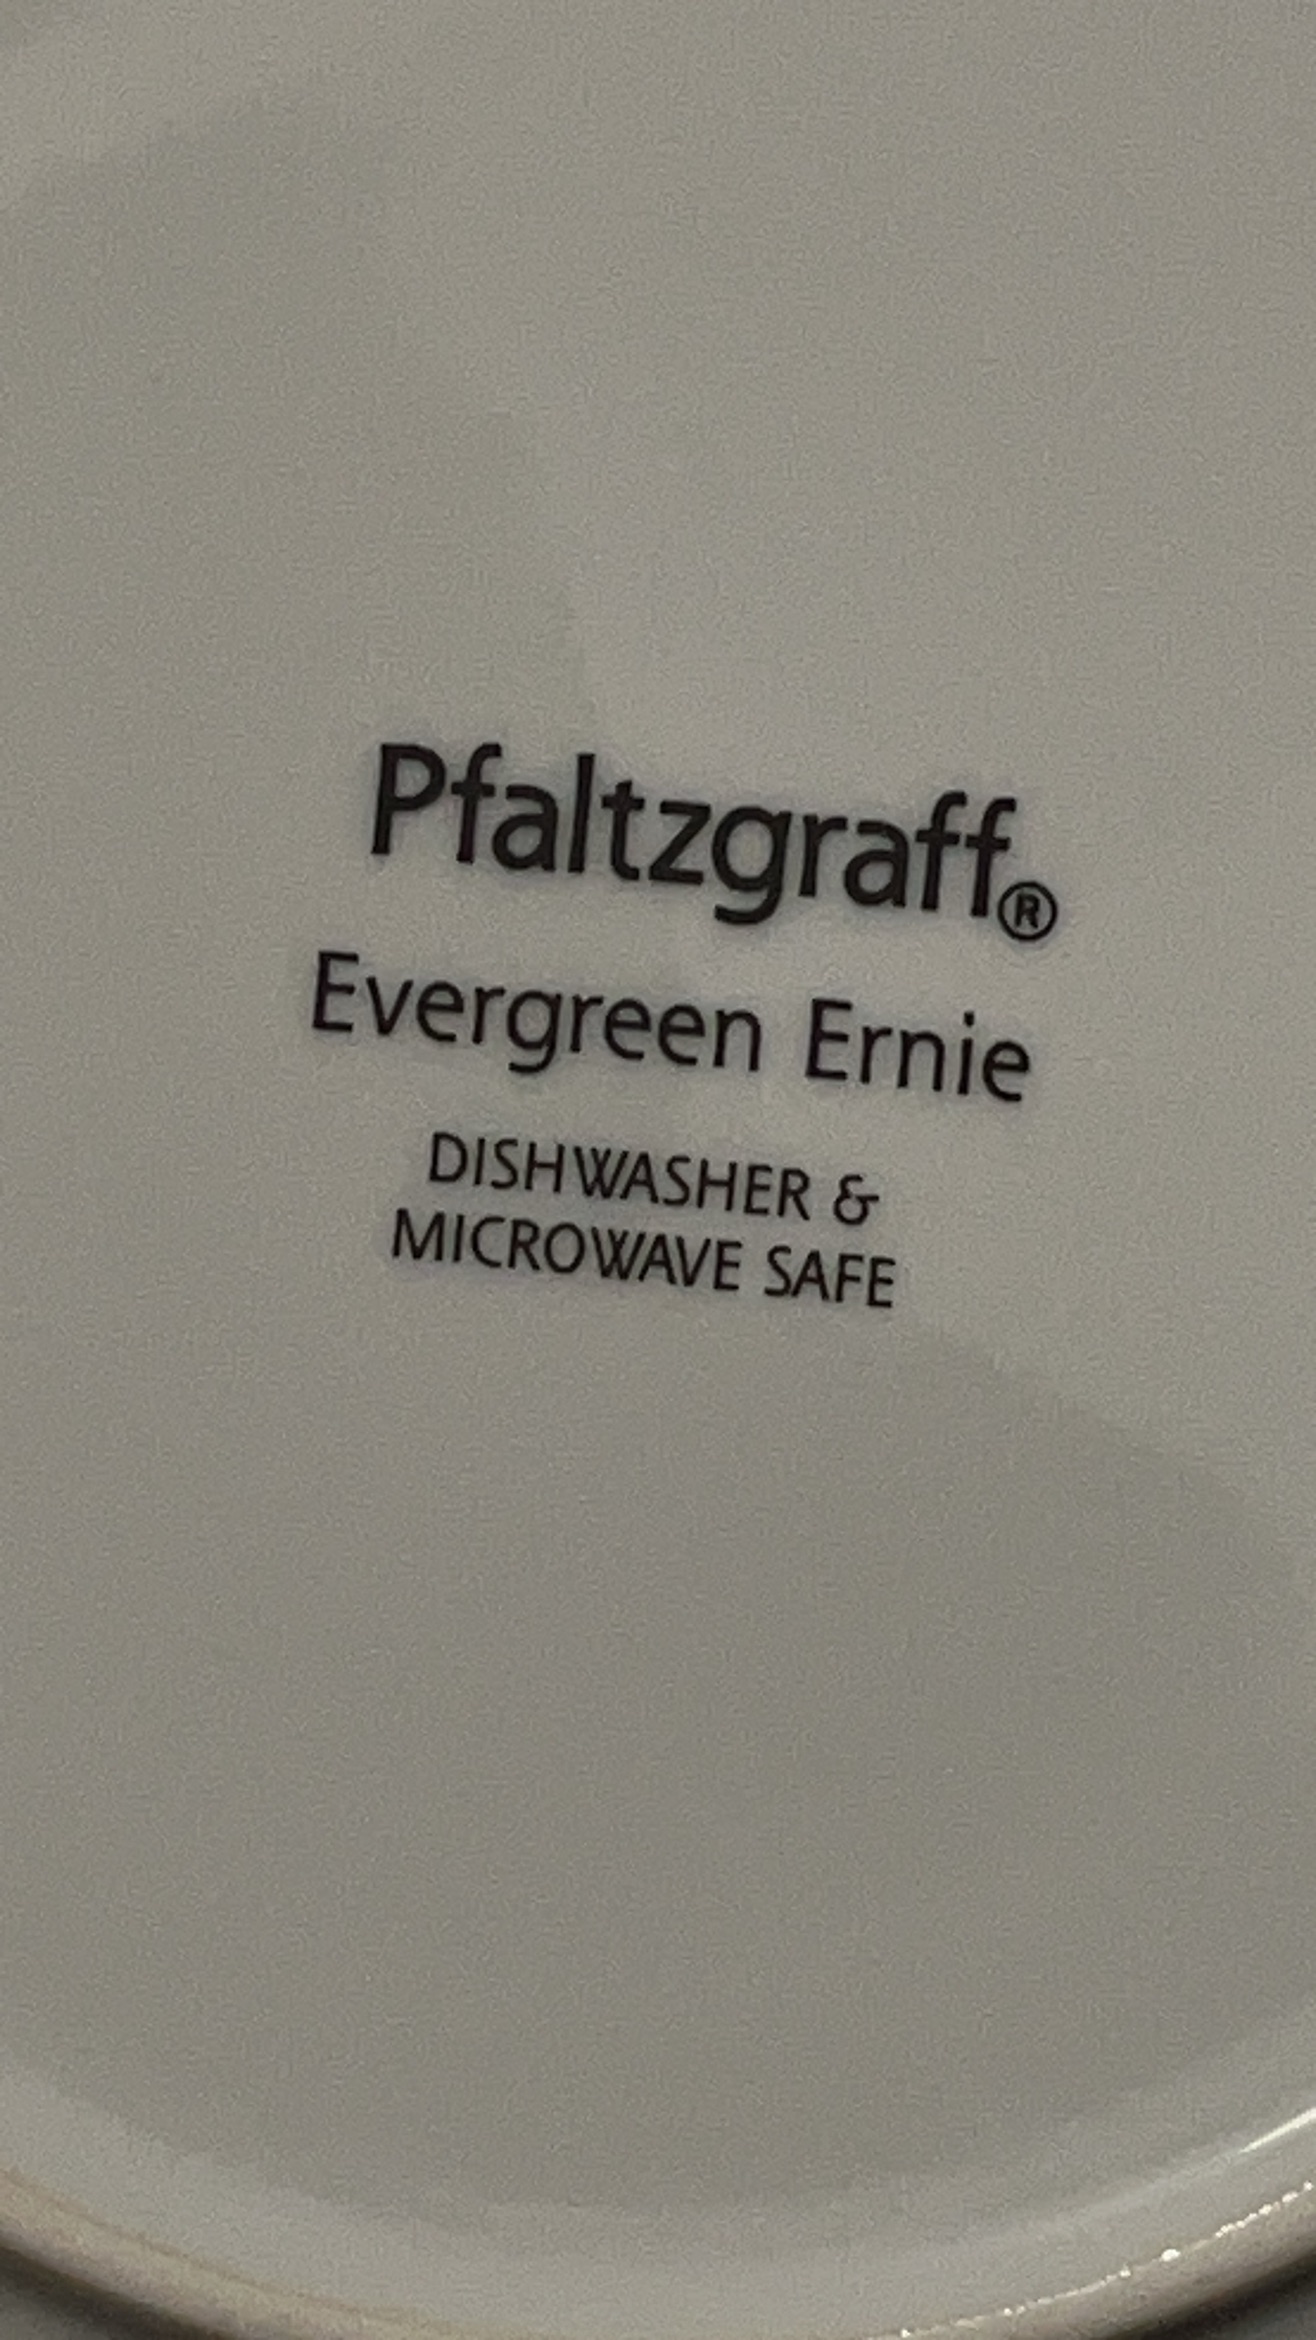 Pfaltzgraff®
Evergreen Ernie
DISHWASHER &
MICROWAVE SAFE